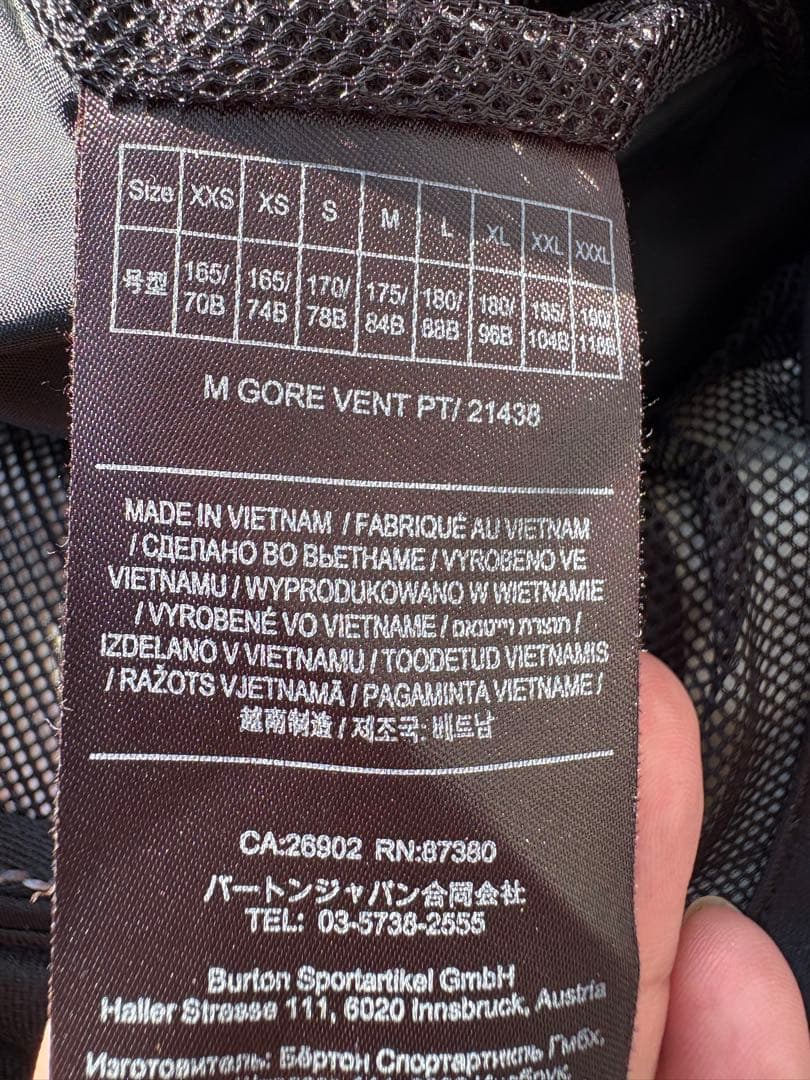 Size XXS XS S M L XL XXL XXXL
号型 165/70B 165/74B 170/78B 175/84B 180/88B 180/96B 185/104B 190/
M GORE VENT PT/ 21438
MADE IN VIETNAM / FABRIQUÉ AU VIETNAM
/ СДЕЛАНО ВО ВЬЕТНАМЕ / VYROBENO VE
VIETNAMU / WYPRODUKOWANO W WIETNAMIE
/ VYROBENÉ VO VIETNAME / תוצרת וייטנאם /
IZDELANO V VIETNAMU / TOODETUD VIETNAMIS
/ RAŽOTS VJETNAMĀ / PAGAMINTA VIETNAME /
越南制造 / 제조국: 베트남
CA:26902 RN:87380
バートンジャパン合同会社
TEL: 03-5738-2555
Burton Sportartikel GmbH
Haller Strasse 111, 6020 Innsbruck, Austria
Изготовитель: Бёртон Спортартикль Гмбх,